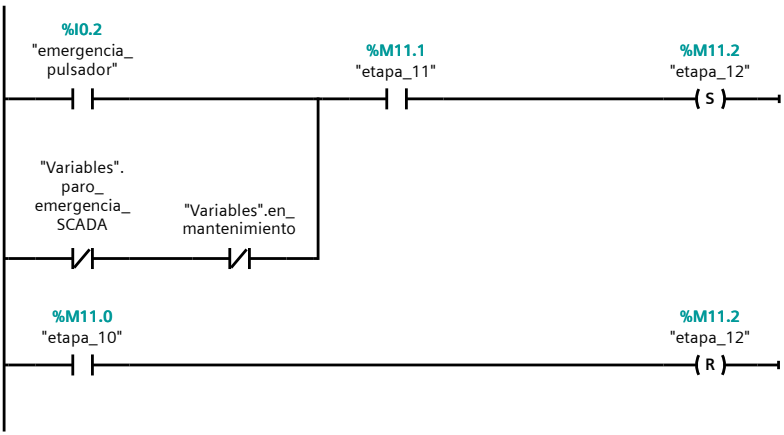 %I0.2
"emergencia_
pulsador"
%M11.1
"etapa_11"
%M11.2
"etapa_12"
S
"Variables".
paro_
emergencia_
SCADA
"Variables".en_
mantenimiento
%M11.0
"etapa_10"
%M11.2
"etapa_12"
R